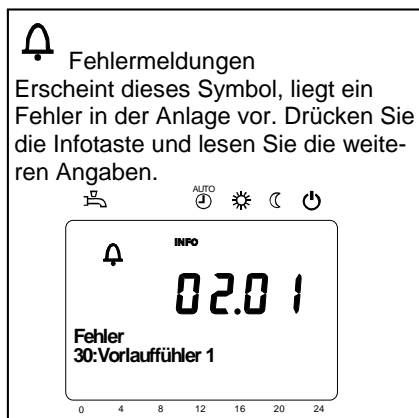 Fehlermeldungen
Erscheint dieses Symbol, liegt ein
Fehler in der Anlage vor. Drücken Sie
die Infotaste und lesen Sie die weite-
ren Angaben.
AUTO
INFO
02.01
Fehler
30:Vorlauffühler 1
0 4 8 12 16 20 24